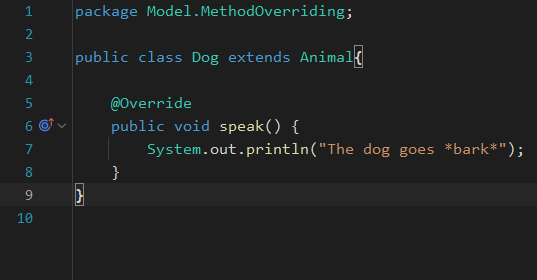 1 package Model.MethodOverriding;
2
3 public class Dog extends Animal{
4
5     @Override
6     public void speak() {
7         System.out.println("The dog goes *bark*");
8     }
9 }
10